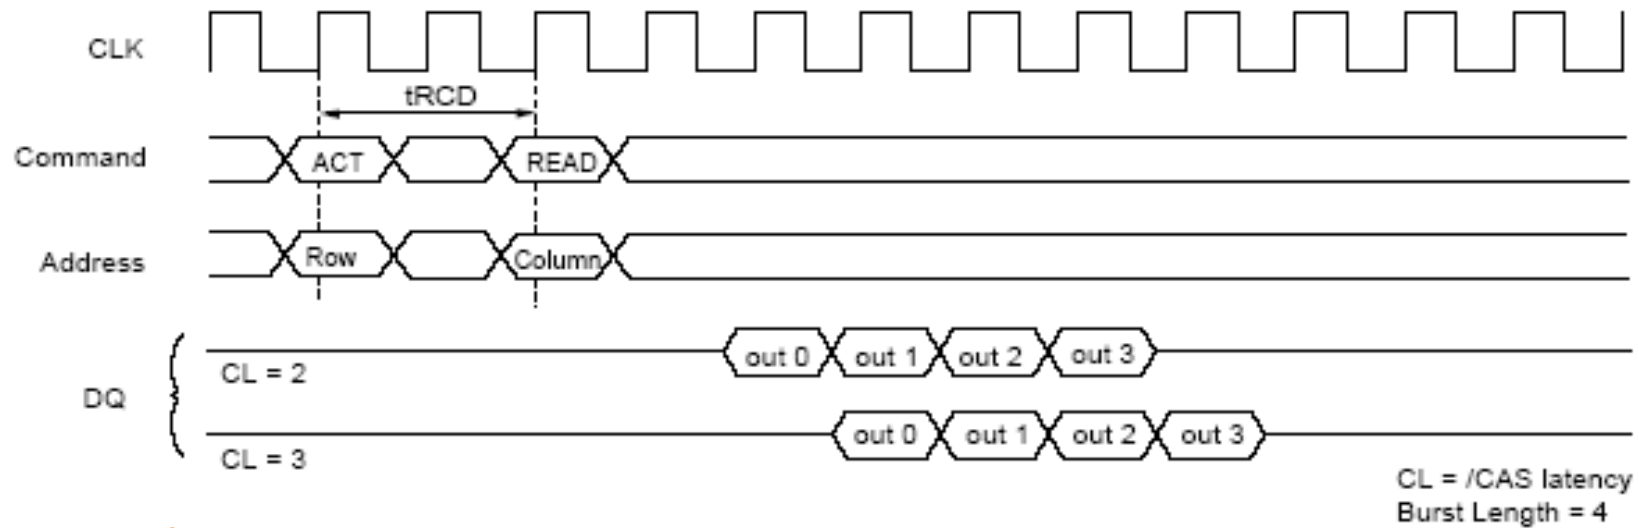 CLK
tRCD
Command ACT READ
Address Row Column
DQ
CL = 2 out 0 out 1 out 2 out 3
CL = 3 out 0 out 1 out 2 out 3
CL = /CAS latency
Burst Length = 4